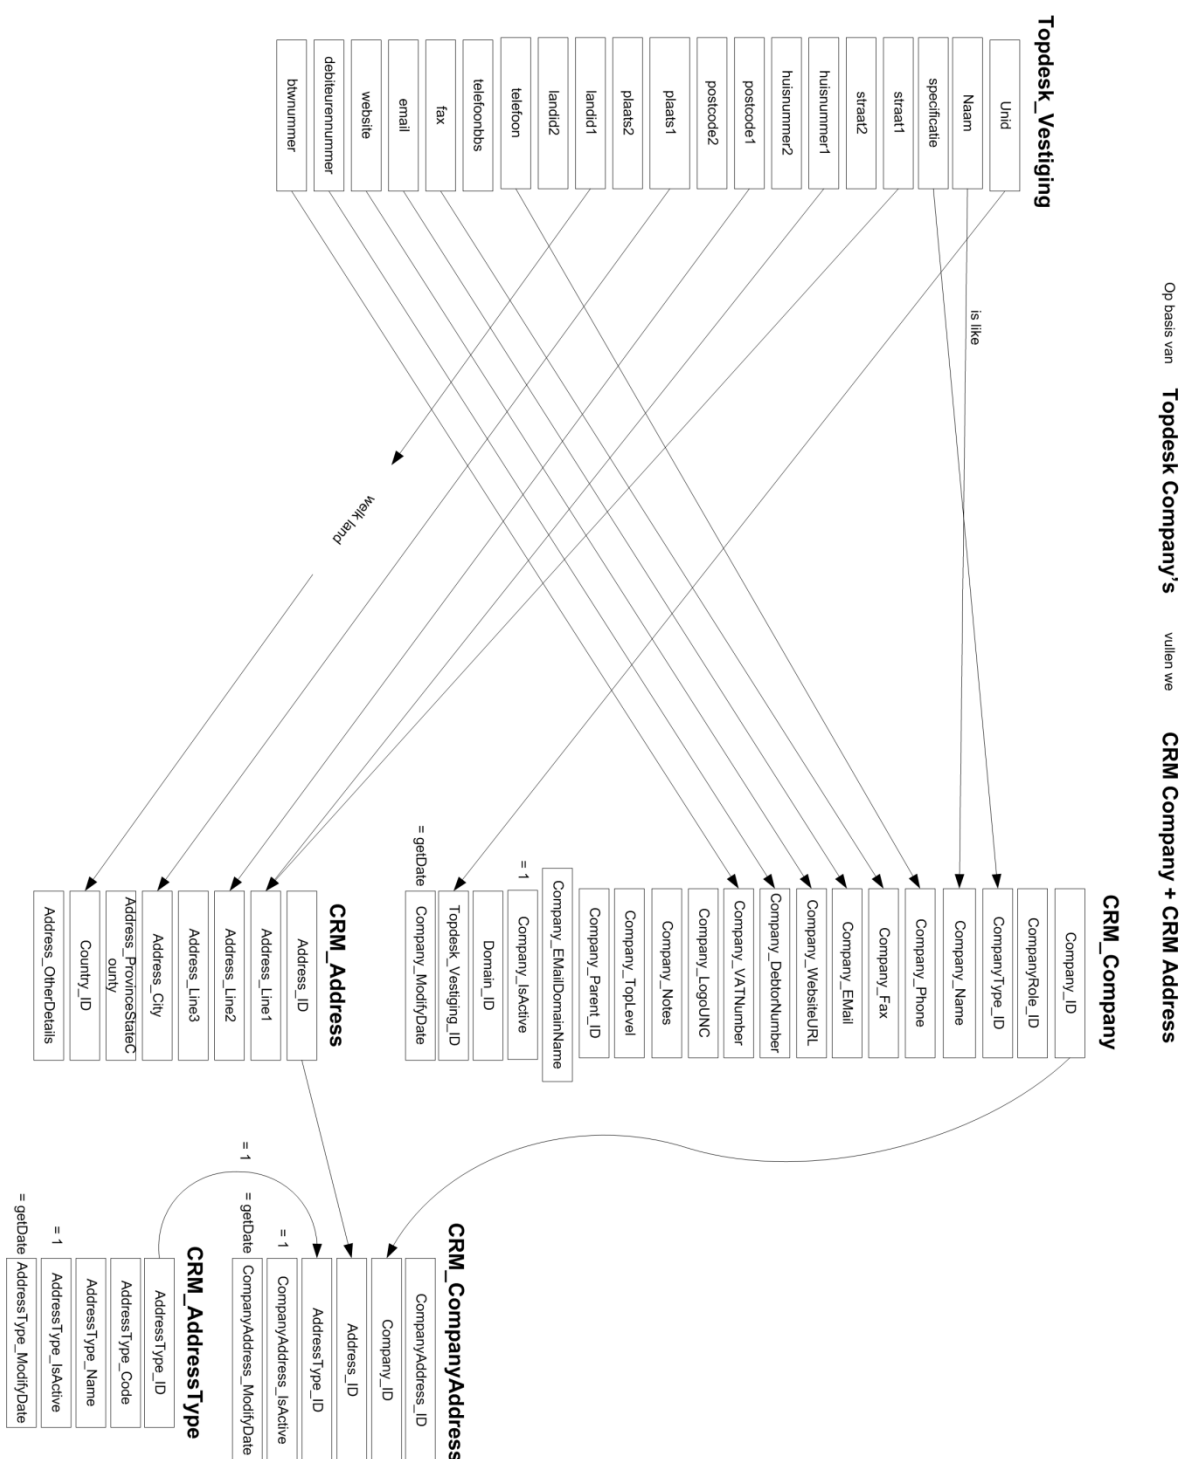 Op basis van Topdesk Company's vullen we CRM Company + CRM Address
Topdesk_Vestiging
Unid
Naam
specificatie
straat1
straat2
huisnummer1
huisnummer2
postcode1
postcode2
plaats1
plaats2
landid1
landid2
telefoon
telefoonbbs
fax
email
website
debiteurennummer
btwnummer
is like
welk land
CRM_Company
Company_ID
CompanyRole_ID
CompanyType_ID
Company_Name
Company_Phone
Company_Fax
Company_EMail
Company_WebsiteURL
Company_DebtorNumber
Company_VATNumber
Company_LogoUNC
Company_Notes
Company_TopLevel
Company_Parent_ID
Company_EMailDomainName
= 1 Company_IsActive
Domain_ID
Topdesk_Vestiging_ID
= getDate Company_ModifyDate
CRM_Address
Address_ID
Address_Line1
Address_Line2
Address_Line3
Address_City
Address_ProvinceStateC
ounty
Country_ID
Address_OtherDetails
CRM_CompanyAddress
CompanyAddress_ID
Company_ID
Address_ID
AddressType_ID
= 1 CompanyAddress_IsActive
= getDate CompanyAddress_ModifyDate
= 1
CRM_AddressType
AddressType_ID
AddressType_Code
AddressType_Name
= 1 AddressType_IsActive
= getDate AddressType_ModifyDate